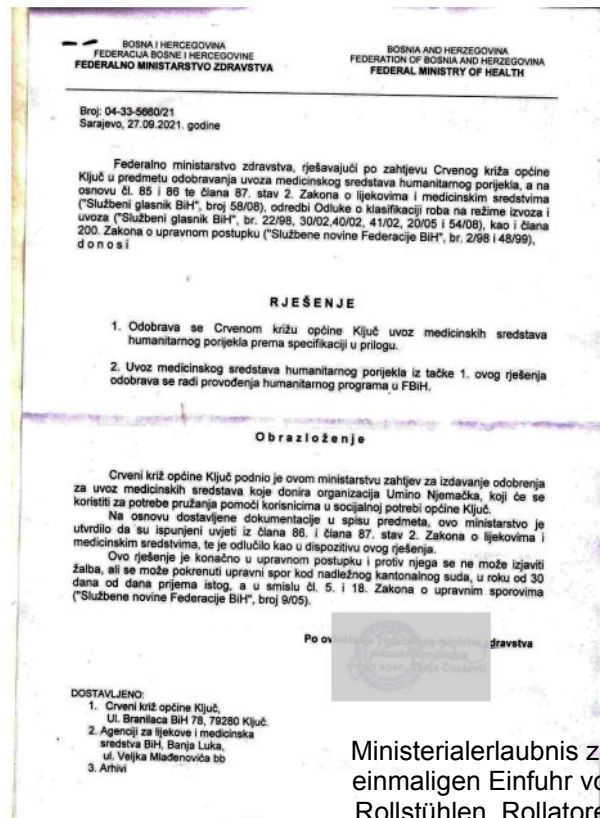 BOSNA I HERCEGOVINA
FEDERACIJA BOSNE I HERCEGOVINE
FEDERALNO MINISTARSTVO ZDRAVSTVA
BOSNIA AND HERZEGOVINA
FEDERATION OF BOSNIA AND HERZEGOVINA
FEDERAL MINISTRY OF HEALTH
Broj: 04-33-5660/21
Sarajevo, 27.09.2021. godine
Federalno ministarstvo zdravstva, rješavajući po zahtjevu Crvenog križa općine
Ključ u predmetu odobravanja uvoza medicinskog sredstava humanitarnog porijekla, a na
osnovu čl. 85 i 86 te člana 87. stav 2. Zakona o lijekovima i medicinskim sredstvima
("Službeni glasnik BiH", broj 58/08), odredbi Odluke o klasifikaciji roba na režime izvoza i
uvoza ("Službeni glasnik BiH", br. 22/98, 30/02,40/02, 41/02, 20/05 i 54/08), kao i člana
200. Zakona o upravnom postupku ("Službene novine Federacije BiH", br. 2/98 i 48/99),
d o n o s i
RJEŠENJE
1. Odobrava se Crvenom križu općine Ključ uvoz medicinskih sredstava
humanitarnog porijekla prema specifikaciji u prilogu.
2. Uvoz medicinskog sredstava humanitarnog porijekla iz tačke 1. ovog rješenja
odobrava se radi provođenja humanitarnog programa u FBiH.
Obrazloženje
Crveni križ općine Ključ podnio je ovom ministarstvu zahtjev za izdavanje odobrenja
za uvoz medicinskih sredstava koje donira organizacija Umino Njemačka, koji će se
koristiti za potrebe pružanja pomoći korisnicima u socijalnoj potrebi općine Ključ.
Na osnovu dostavljene dokumentacije u spisu predmeta, ovo ministarstvo je
utvrdilo da su ispunjeni uvjeti iz člana 86. i člana 87. stav 2. Zakona o lijekovima i
medicinskim sredstvima, te je odlučilo kao u dispozitivu ovog rješenja.
Ovo rješenje je konačno u upravnom postupku i protiv njega se ne može izjaviti
žalba, ali se može pokrenuti upravni spor kod nadležnog kantonalnog suda, u roku od 30
dana od dana prijema istog, a u smislu čl. 5. i 18. Zakona o upravnim sporovima
("Službene novine Federacije BiH", broj 9/05).
Po ov dravstva
DOSTAVLJENO:
1. Crveni križ općine Ključ,
Ul. Branilaca BiH 78, 79280 Ključ.
2. Agenciji za lijekove i medicinska
sredstva BiH, Banja Luka,
ul. Veljka Mlađenovića bb
3. Arhivi
Ministerialerlaubnis z
einmaligen Einfuhr vo
Rollstühlen, Rollatore